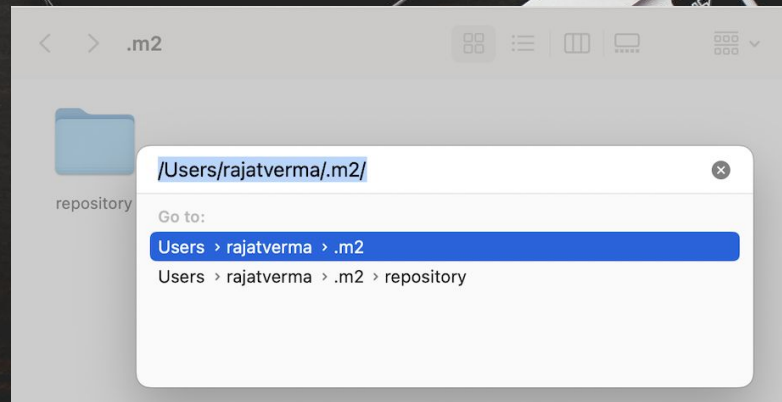 .m2
repository
/Users/rajatverma/.m2/
Go to:
Users › rajatverma › .m2
Users › rajatverma › .m2 › repository